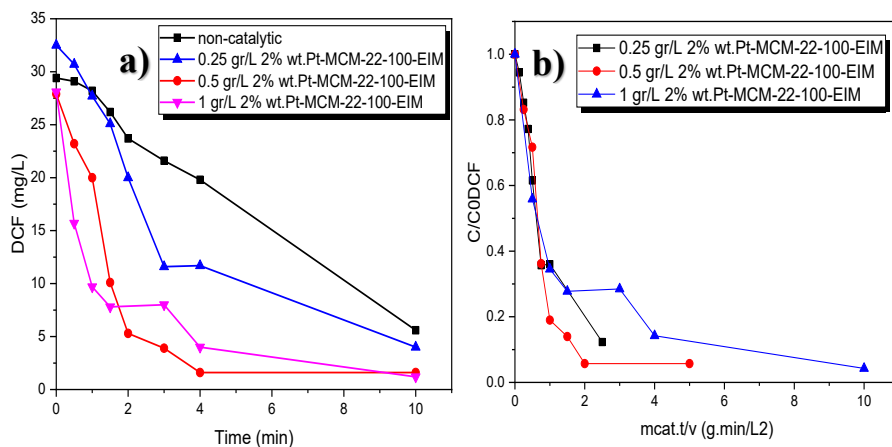 a)
non-catalytic
0.25 gr/L 2% wt.Pt-MCM-22-100-EIM
0.5 gr/L 2% wt.Pt-MCM-22-100-EIM
1 gr/L 2% wt.Pt-MCM-22-100-EIM
DCF (mg/L)
35
30
25
20
15
10
5
0
0 2 4 6 8 10
Time (min)
b)
0.25 gr/L 2% wt.Pt-MCM-22-100-EIM
0.5 gr/L 2% wt.Pt-MCM-22-100-EIM
1 gr/L 2% wt.Pt-MCM-22-100-EIM
C/C0DCF
1.0
0.8
0.6
0.4
0.2
0.0
0 2 4 6 8 10
mcat.t/v (g.min/L2)